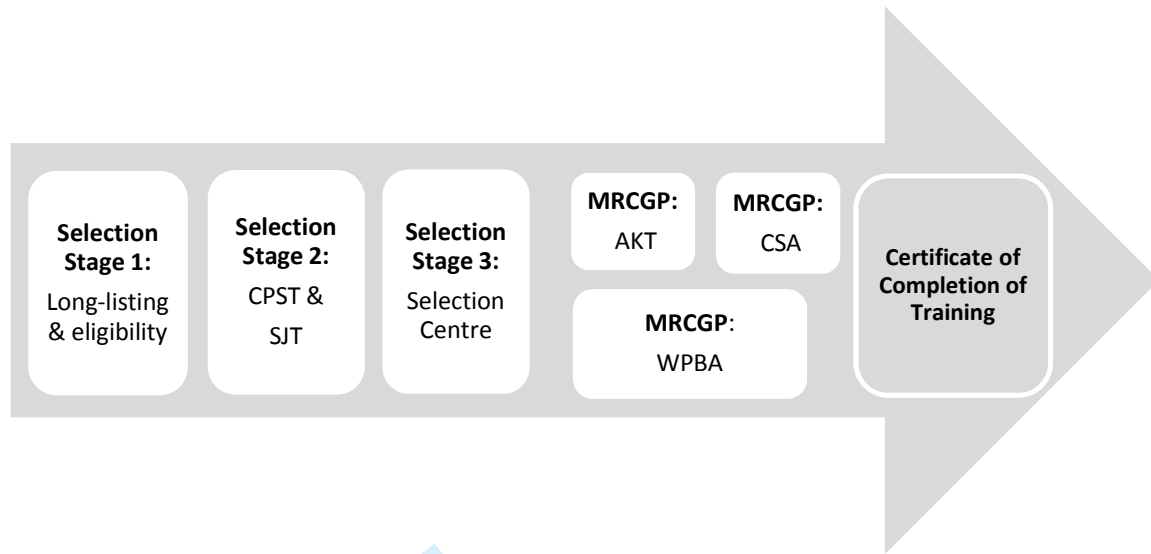 Selection
Stage 1:
Long-listing
& eligibility
Selection
Stage 2:
CPST &
SJT
Selection
Stage 3:
Selection
Centre
MRCGP:
AKT
MRCGP:
CSA
MRCGP:
WPBA
Certificate of
Completion of
Training